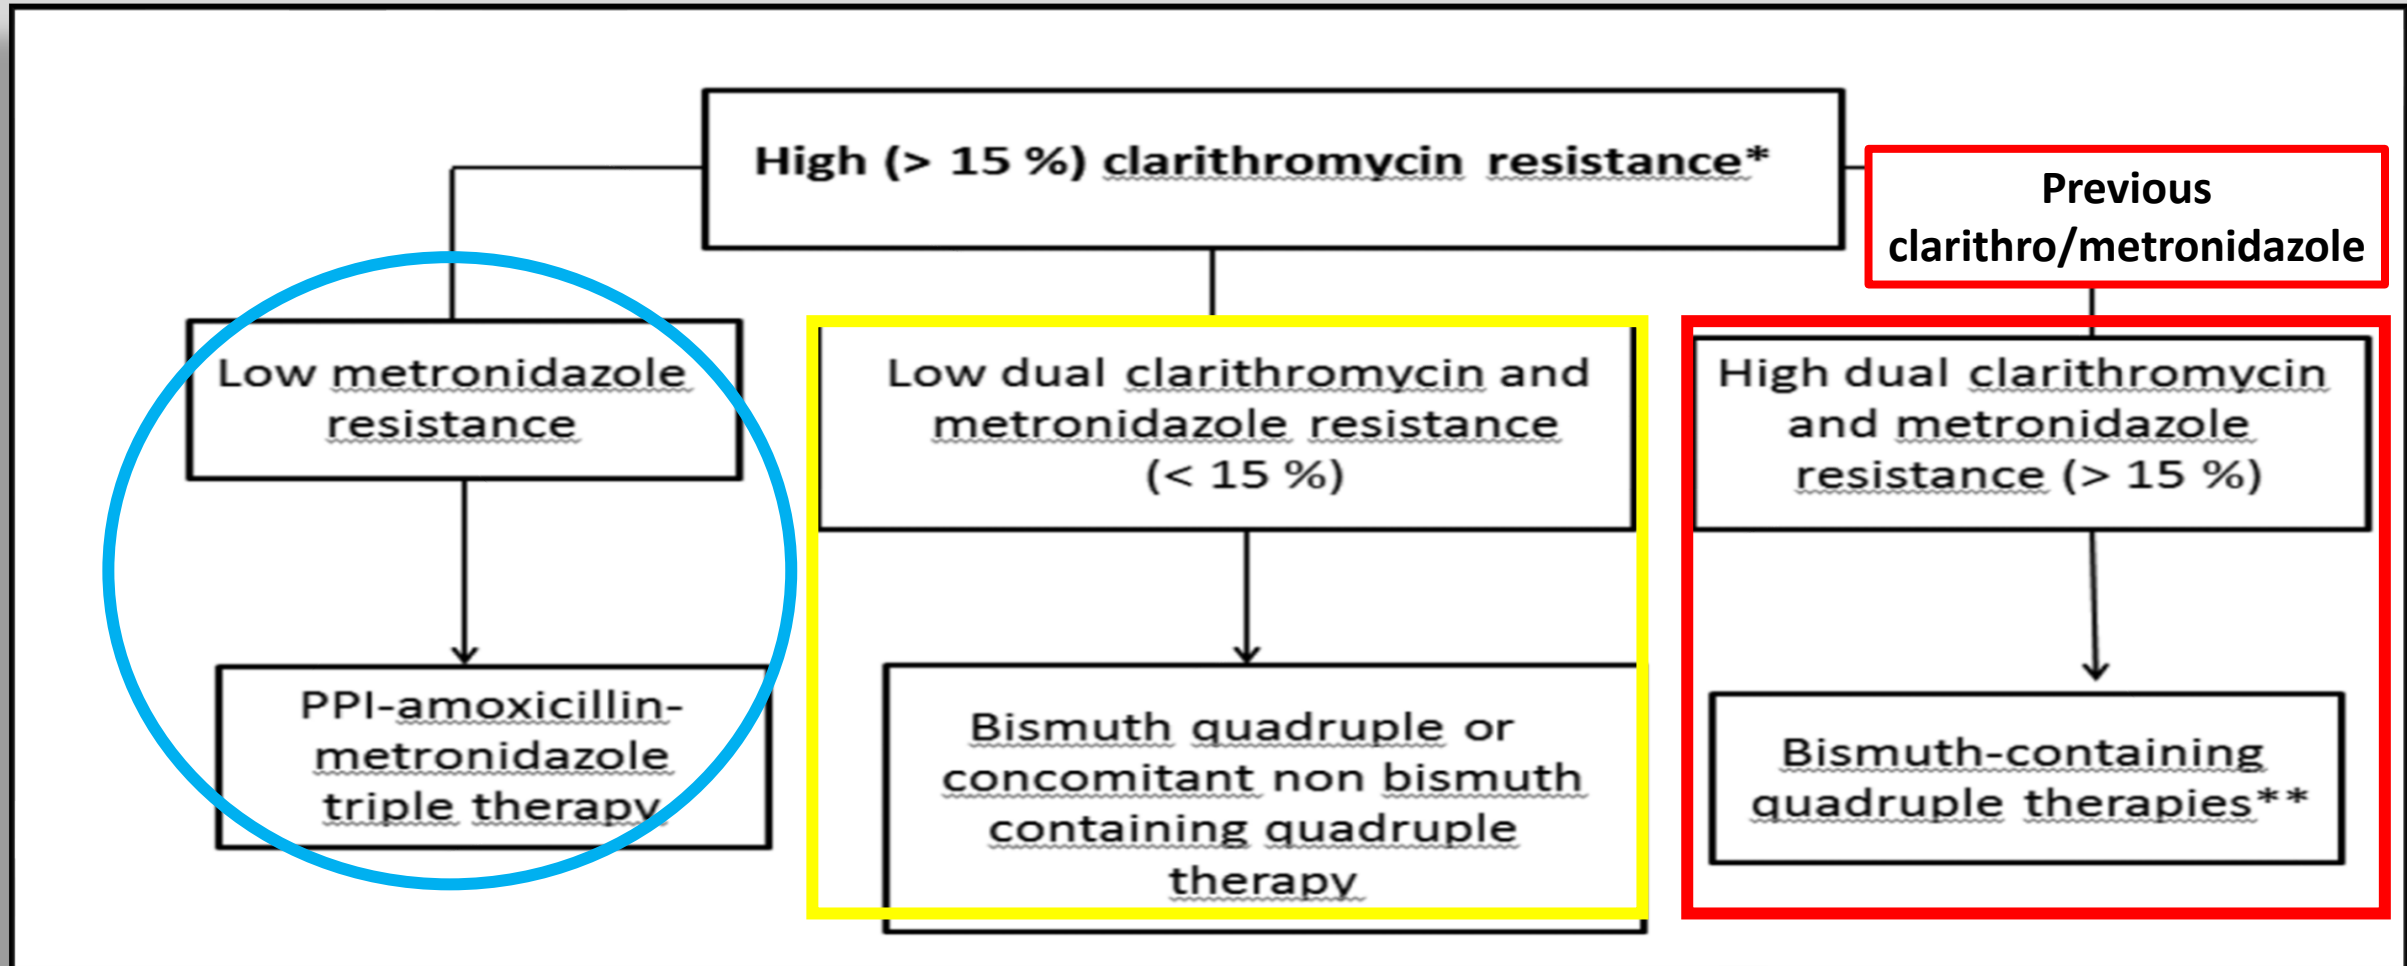 High (> 15 %) clarithromycin resistance*
Previous
clarithro/metronidazole
Low metronidazole
resistance
Low dual clarithromycin and
metronidazole resistance
(< 15 %)
High dual clarithromycin
and metronidazole
resistance (> 15 %)
PPI-amoxicillin-
metronidazole
triple therapy
Bismuth quadruple or
concomitant non bismuth
containing quadruple
therapy
Bismuth-containing
quadruple therapies**